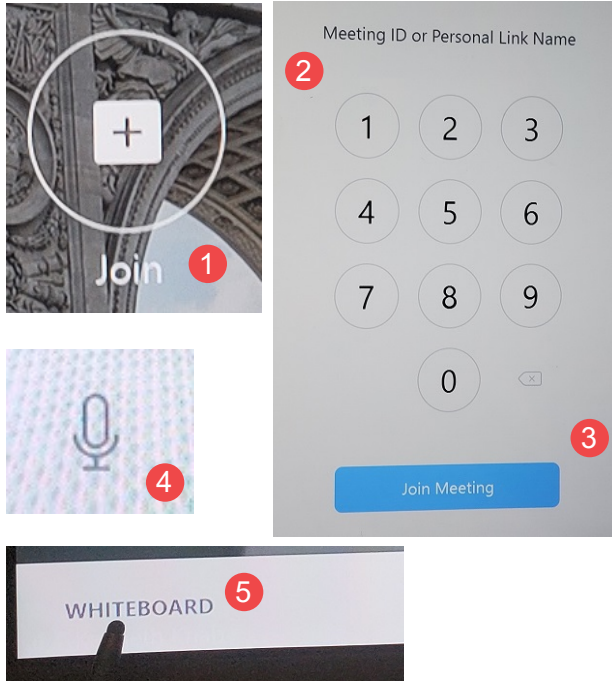 Join
1
Meeting ID or Personal Link Name
2
1 2 3
4 5 6
7 8 9
0
3
Join Meeting
4
WHITEBOARD
5